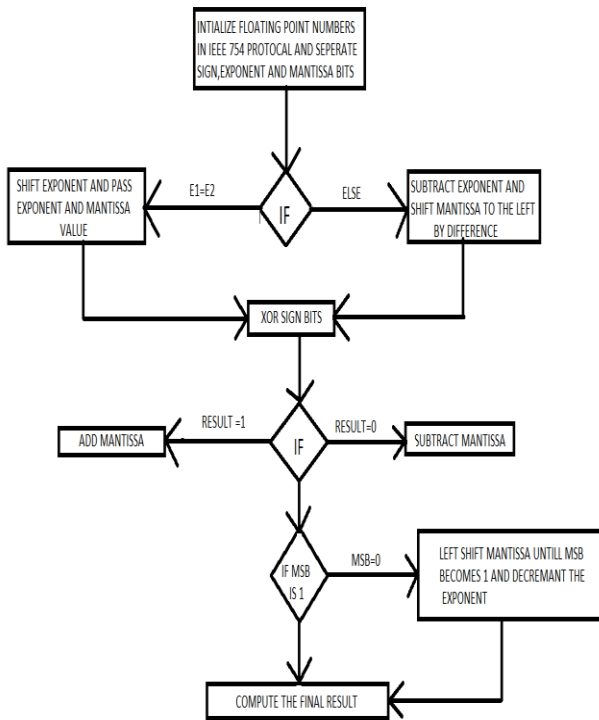 INTIALIZE FLOATING POINT NUMBERS
IN IEEE 754 PROTOCAL AND SEPERATE
SIGN,EXPONENT AND MANTISSA BITS
E1=E2
ELSE
IF
SHIFT EXPONENT AND PASS
EXPONENT AND MANTISSA
VALUE
SUBTRACT EXPONENT AND
SHIFT MANTISSA TO THE LEFT
BY DIFFERENCE
XOR SIGN BITS
RESULT =1
RESULT=0
ADD MANTISSA
IF
SUBTRACT MANTISSA
IF MSB
IS 1
MSB=0
LEFT SHIFT MANTISSA UNTILL MSB
BECOMES 1 AND DECREMANT THE
EXPONENT
COMPUTE THE FINAL RESULT